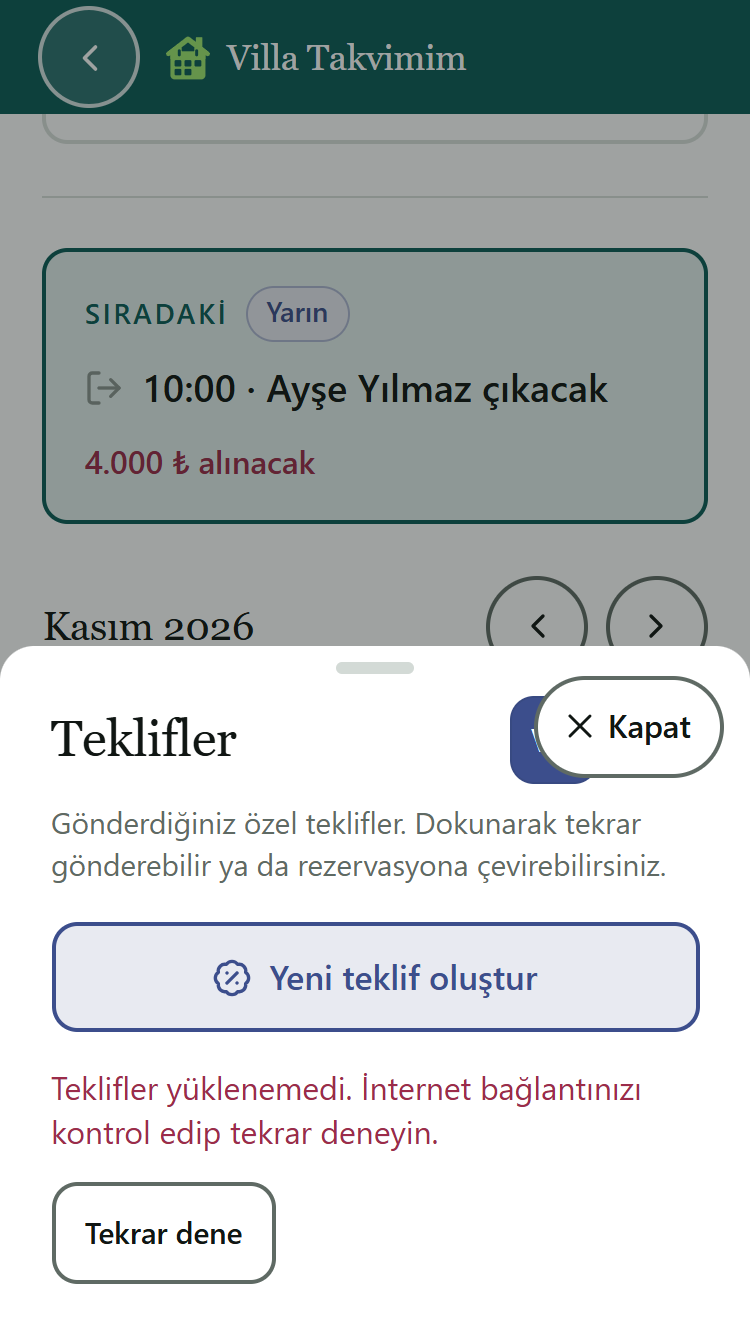 Villa Takvimim
SIRADAKİ
Yarın
10:00 · Ayşe Yılmaz çıkacak
4.000 ₺ alınacak
Kasım 2026
Teklifler
Kapat
Gönderdiğiniz özel teklifler. Dokunarak tekrar
gönderebilir ya da rezervasyona çevirebilirsiniz.
Yeni teklif oluştur
Teklifler yüklenemedi. İnternet bağlantınızı
kontrol edip tekrar deneyin.
Tekrar dene